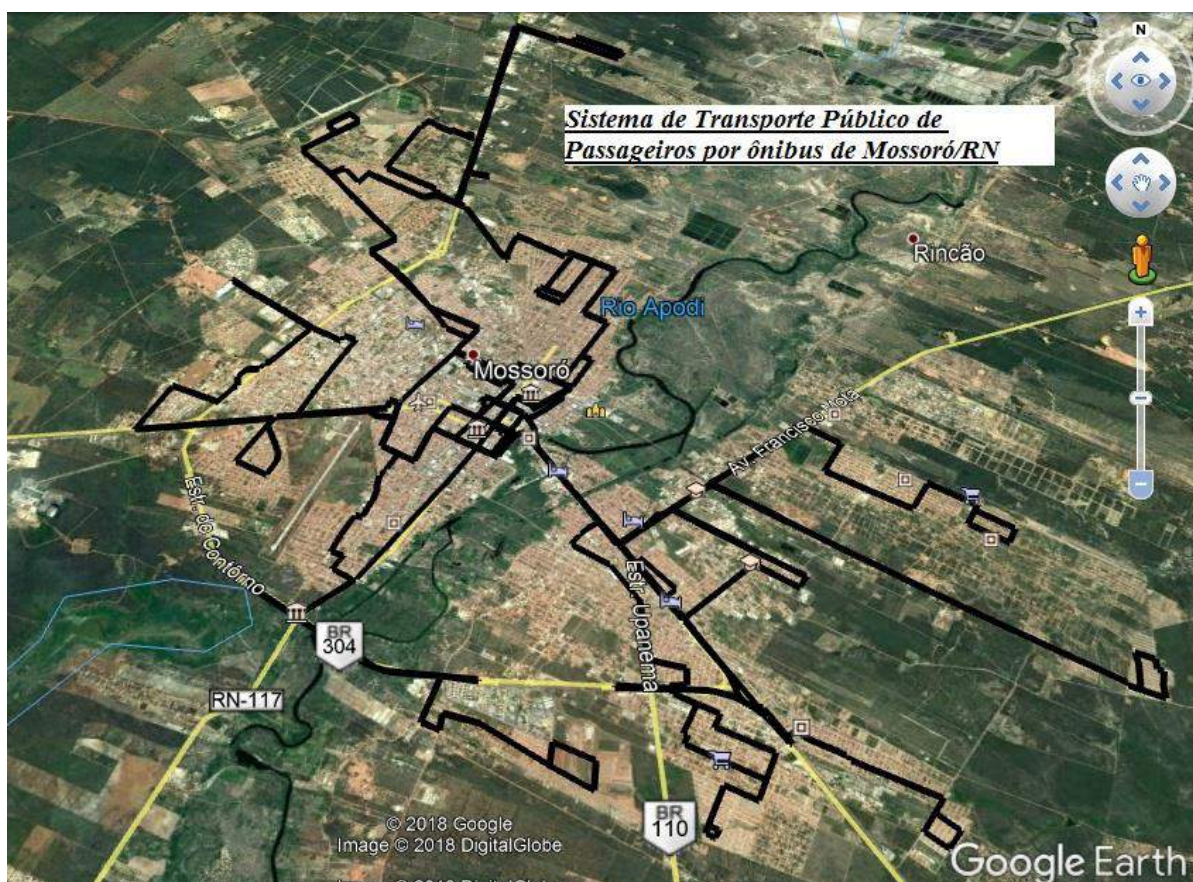 N
Sistema de Transporte Público de
Passageiros por ônibus de Mossoró/RN
Rincão
Rio Apodi
Mossoró
Av. Francisco Mota
Estr. do Contôrno
Estr. Upanema
BR
304
RN-117
BR
110
© 2018 Google
Image © 2018 DigitalGlobe
Google Earth